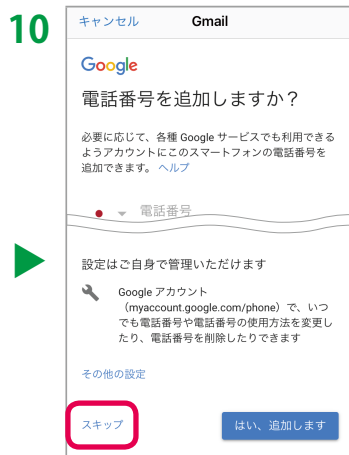 10
キャンセル Gmail
Google
電話番号を追加しますか？
必要に応じて、各種 Google サービスでも利用できる
ようアカウントにこのスマートフォンの電話番号を
追加できます。 ヘルプ
電話番号
設定はご自身で管理いただけます
Google アカウント
（myaccount.google.com/phone）で、いつ
でも電話番号や電話番号の使用方法を変更し
たり、電話番号を削除したりできます
その他の設定
スキップ はい、追加します